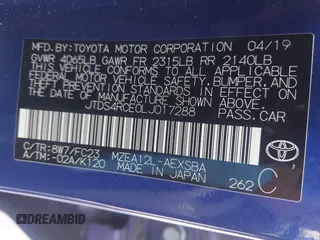 MFD.BY:TOYOTA MOTOR CORPORATION 04/19
GVWR 4065LB GAWR FR 2315LB RR 2140LB
THIS VEHICLE CONFORMS TO ALL APPLICABLE
FEDERAL MOTOR VEHICLE SAFETY, BUMPER, AND
THEFT PREVENTION STANDARDS IN EFFECT ON
THE DATE OF MANUFACTURE SHOWN ABOVE.
JTDS4RCE0LJ017288 PASS.CAR
C/TR:8W7/FC23 MZEA12L-AEXSBA
A/TM:-02A/K120 MADE IN JAPAN 262 C
TOYOTA
DREAMBID